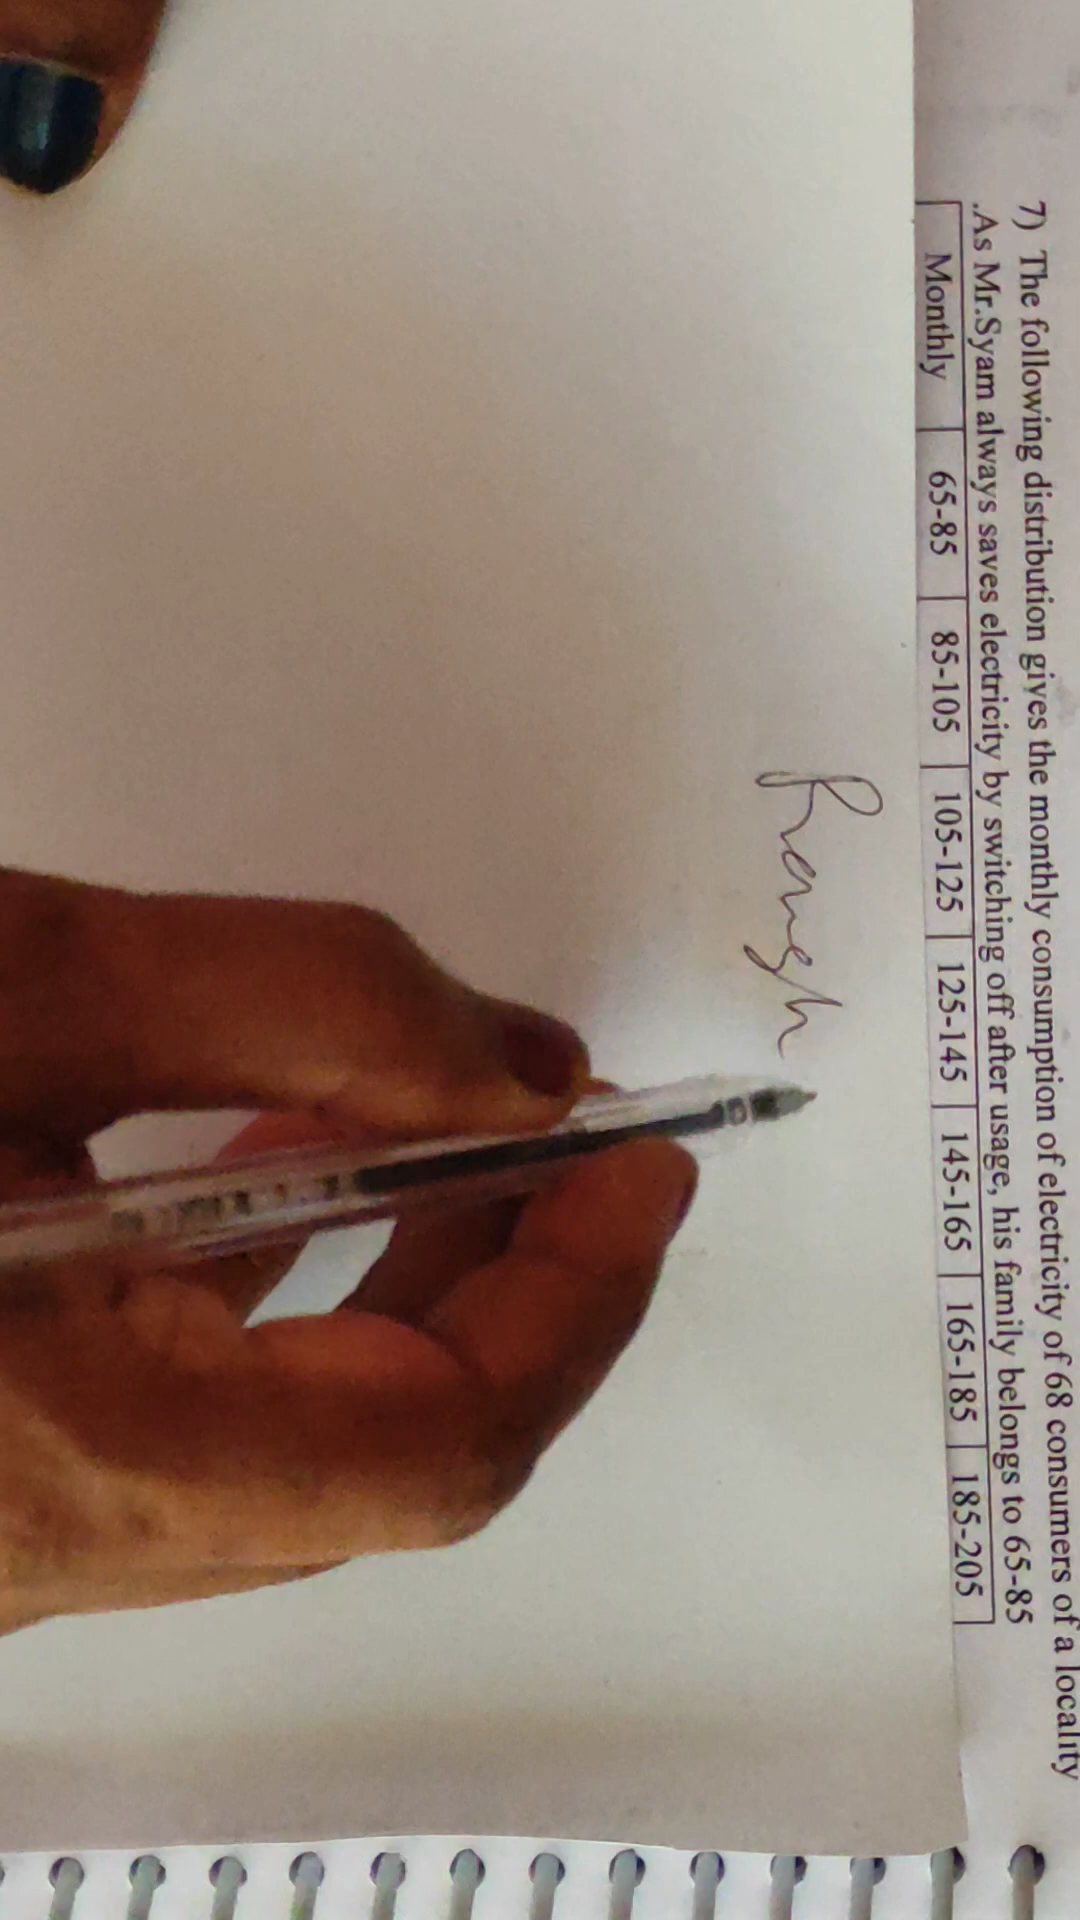 7) The following distribution gives the monthly consumption of electricity of 68 consumers of a locality
.As Mr.Syam always saves electricity by switching off after usage, his family belongs to 65-85
Monthly 65-85 85-105 105-125 125-145 145-165 165-185 185-205